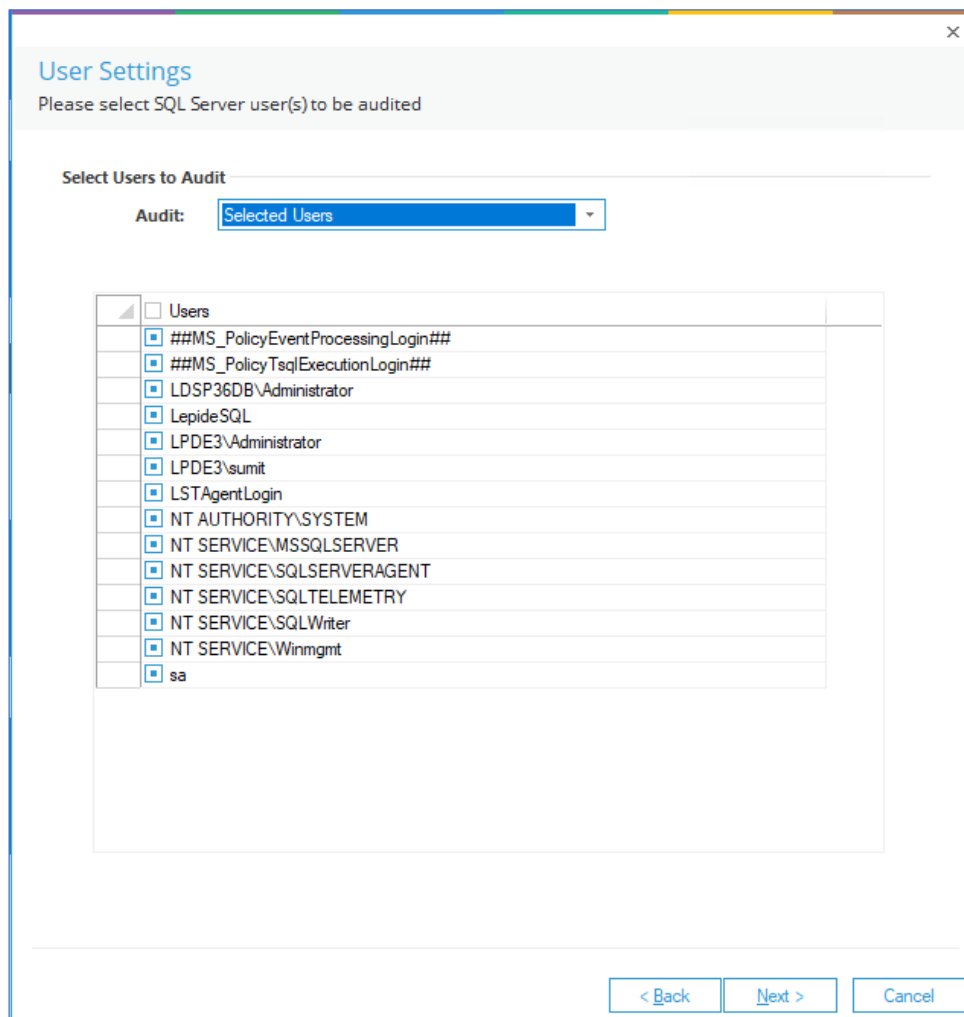 User Settings
Please select SQL Server user(s) to be audited
Select Users to Audit
Audit: Selected Users
Users
##MS_PolicyEventProcessingLogin##
##MS_PolicyTsqlExecutionLogin##
LDSP36DB\Administrator
LepideSQL
LPDE3\Administrator
LPDE3\sumit
LSTAgentLogin
NT AUTHORITY\SYSTEM
NT SERVICE\MSSQLSERVER
NT SERVICE\SQLSERVERAGENT
NT SERVICE\SQLTELEMETRY
NT SERVICE\SQLWriter
NT SERVICE\Winmgmt
sa
< Back Next > Cancel